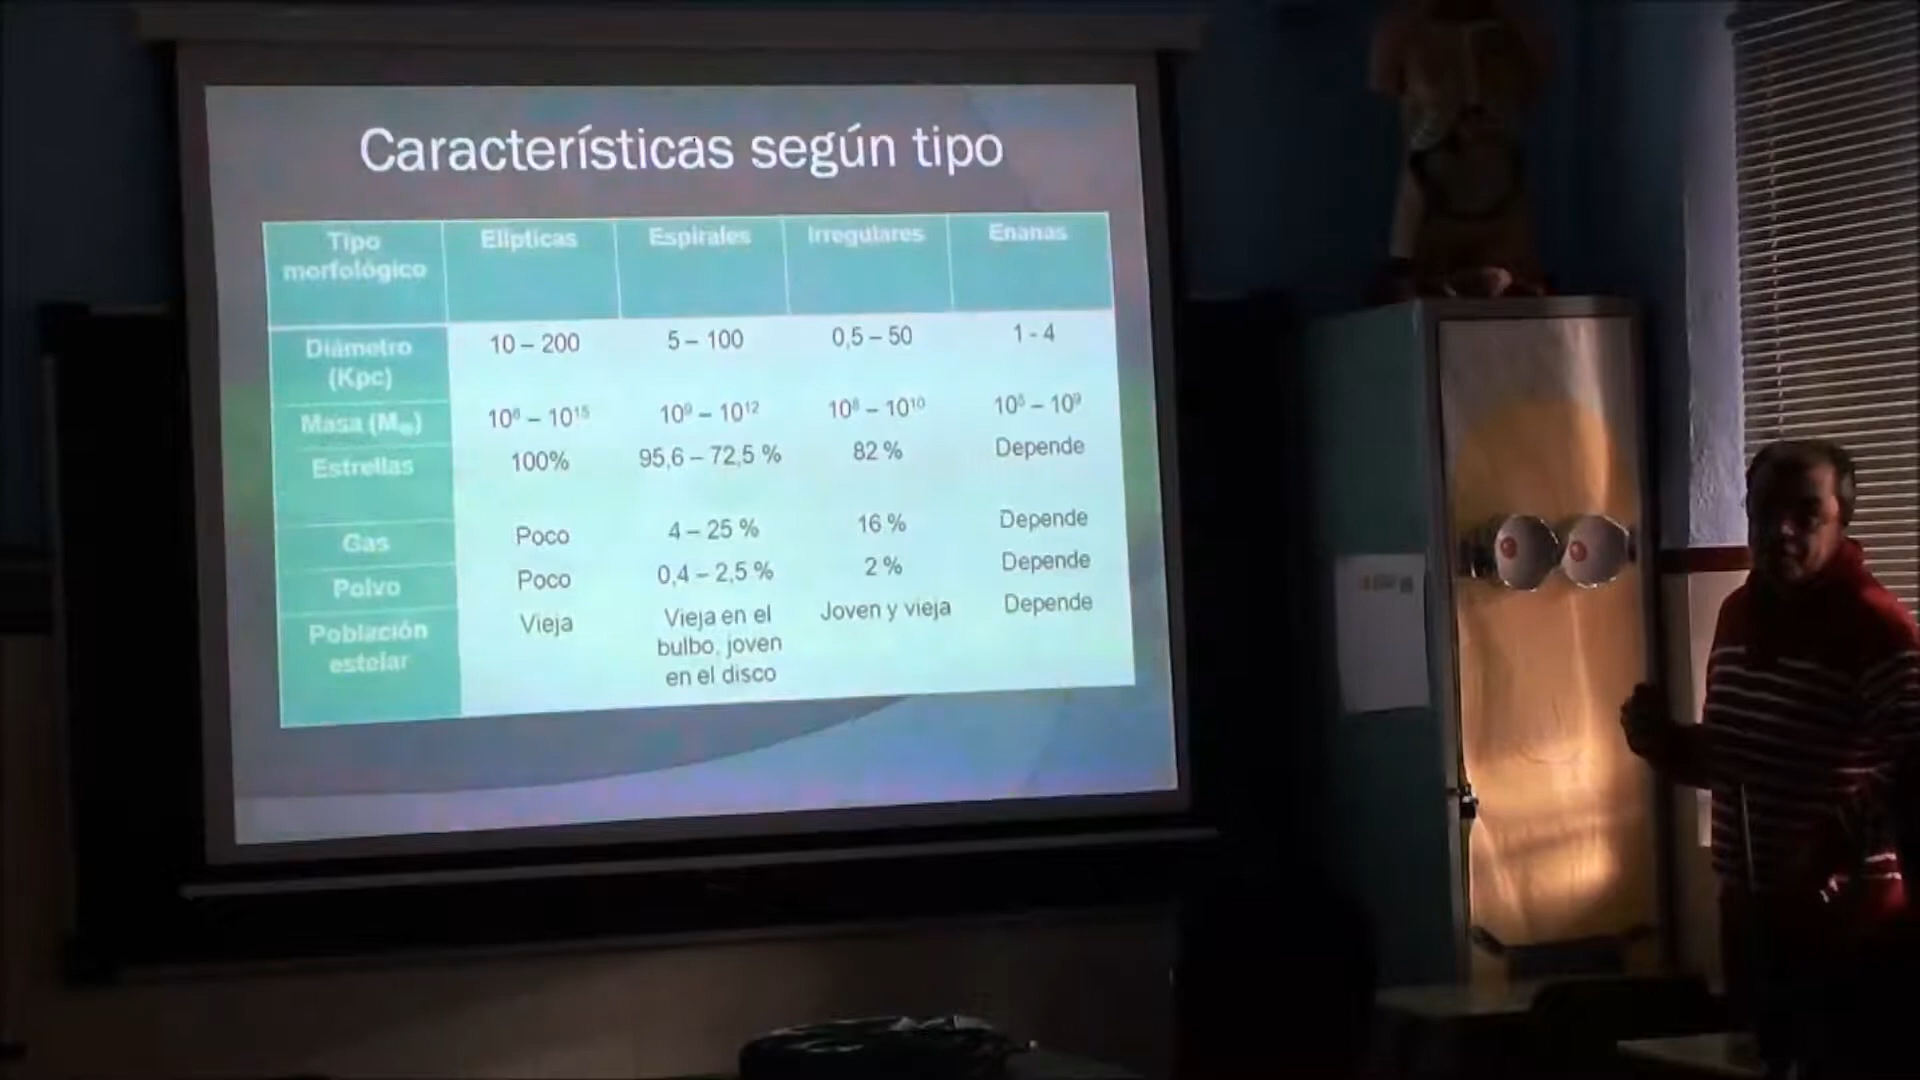 Características según tipo
Tipo morfológico Elípticas Espirales Irregulares Enanas
Diámetro (Kpc) 10 – 200 5 – 100 0,5 – 50 1 - 4
Masa 10⁶ – 10¹⁵ 10⁹ – 10¹² 10⁸ – 10¹⁰ – 10⁹
Estrellas 100% 95,6 – 72,5 % 82 % Depende
Gas Poco 4 – 25 % 16 % Depende
Polvo Poco 0,4 – 2,5 % 2 % Depende
Población estelar Vieja Vieja en el bulbo, joven en el disco Joven y vieja Depende